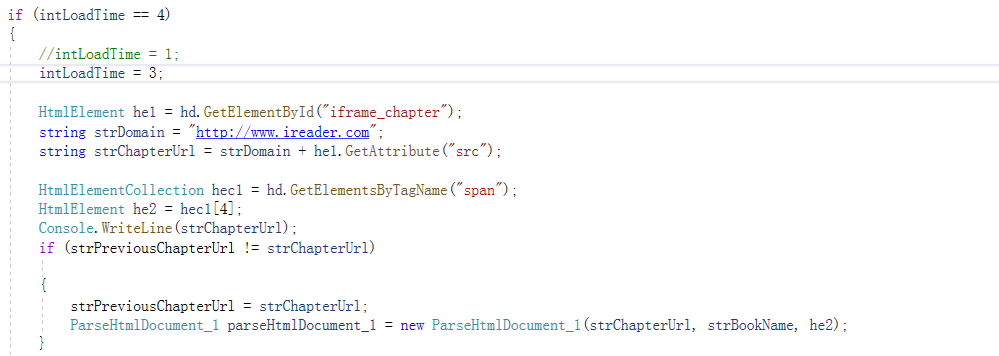 if (intLoadTime == 4)
{
//intLoadTime = 1;
intLoadTime = 3;
HtmlElement he1 = hd.GetElementById("iframe_chapter");
string strDomain = "http://www.ireader.com";
string strChapterUrl = strDomain + he1.GetAttribute("src");
HtmlElementCollection hec1 = hd.GetElementsByTagName("span");
HtmlElement he2 = hec1[4];
Console.WriteLine(strChapterUrl);
if (strPreviousChapterUrl != strChapterUrl)
{
strPreviousChapterUrl = strChapterUrl;
ParseHtmlDocument_1 parseHtmlDocument_1 = new ParseHtmlDocument_1(strChapterUrl, strBookName, he2);
}